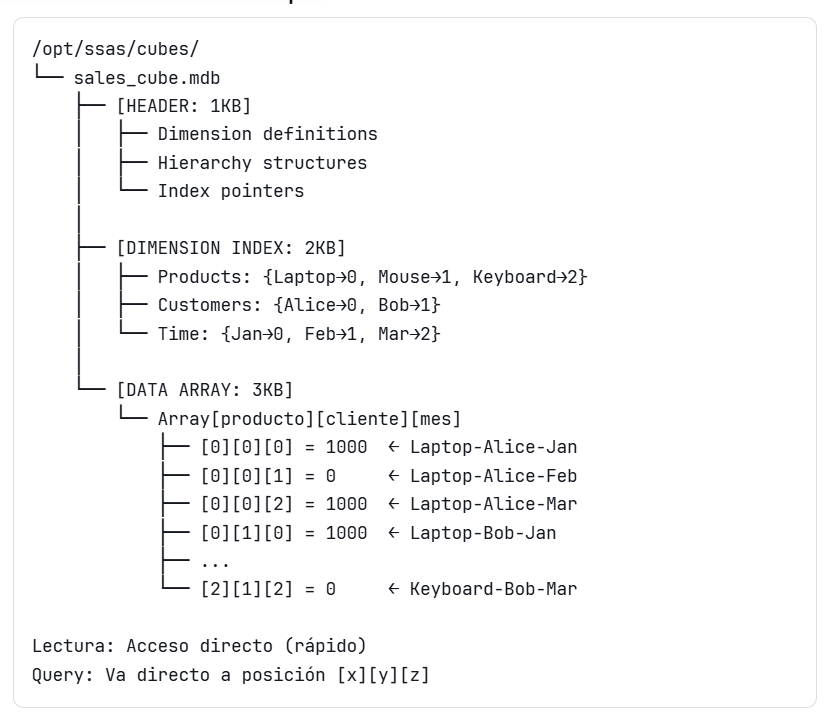 /opt/ssas/cubes/
└── sales_cube.mdb
    ├── [HEADER: 1KB]
    │   ├── Dimension definitions
    │   ├── Hierarchy structures
    │   └── Index pointers
    │
    ├── [DIMENSION INDEX: 2KB]
    │   ├── Products: {Laptop→0, Mouse→1, Keyboard→2}
    │   ├── Customers: {Alice→0, Bob→1}
    │   └── Time: {Jan→0, Feb→1, Mar→2}
    │
    └── [DATA ARRAY: 3KB]
        └── Array[producto][cliente][mes]
            ├── [0][0][0] = 1000  ← Laptop-Alice-Jan
            ├── [0][0][1] = 0     ← Laptop-Alice-Feb
            ├── [0][0][2] = 1000  ← Laptop-Alice-Mar
            ├── [0][1][0] = 1000  ← Laptop-Bob-Jan
            ├── ...
            └── [2][1][2] = 0     ← Keyboard-Bob-Mar

Lectura: Acceso directo (rápido)
Query: Va directo a posición [x][y][z]